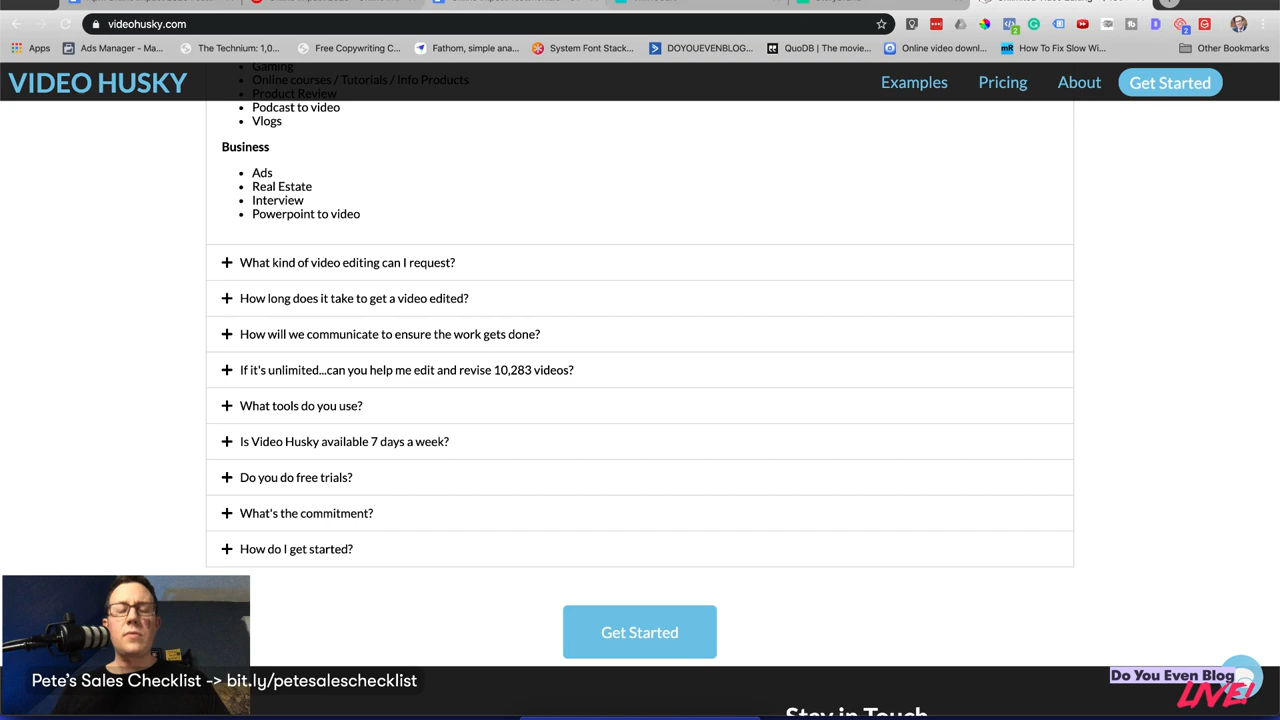 videohusky.com
Apps
Ads Manager - Ma...
The Technium: 1,0...
Free Copywriting C...
Fathom, simple ana...
System Font Stack...
DOYOUEVENBLOG...
QuoDB | The movie...
Online video downl...
How To Fix Slow Wi...
Other Bookmarks
VIDEO HUSKY
Examples
Pricing
About
Get Started
Gaming
Online courses / Tutorials / Info Products
Product Review
Podcast to video
Vlogs
Business
Ads
Real Estate
Interview
Powerpoint to video
What kind of video editing can I request?
How long does it take to get a video edited?
How will we communicate to ensure the work gets done?
If it's unlimited...can you help me edit and revise 10,283 videos?
What tools do you use?
Is Video Husky available 7 days a week?
Do you do free trials?
What's the commitment?
How do I get started?
Get Started
Pete's Sales Checklist -> bit.ly/petesaleschecklist
Do You Even Blog
LIVE!
Stay in Touch